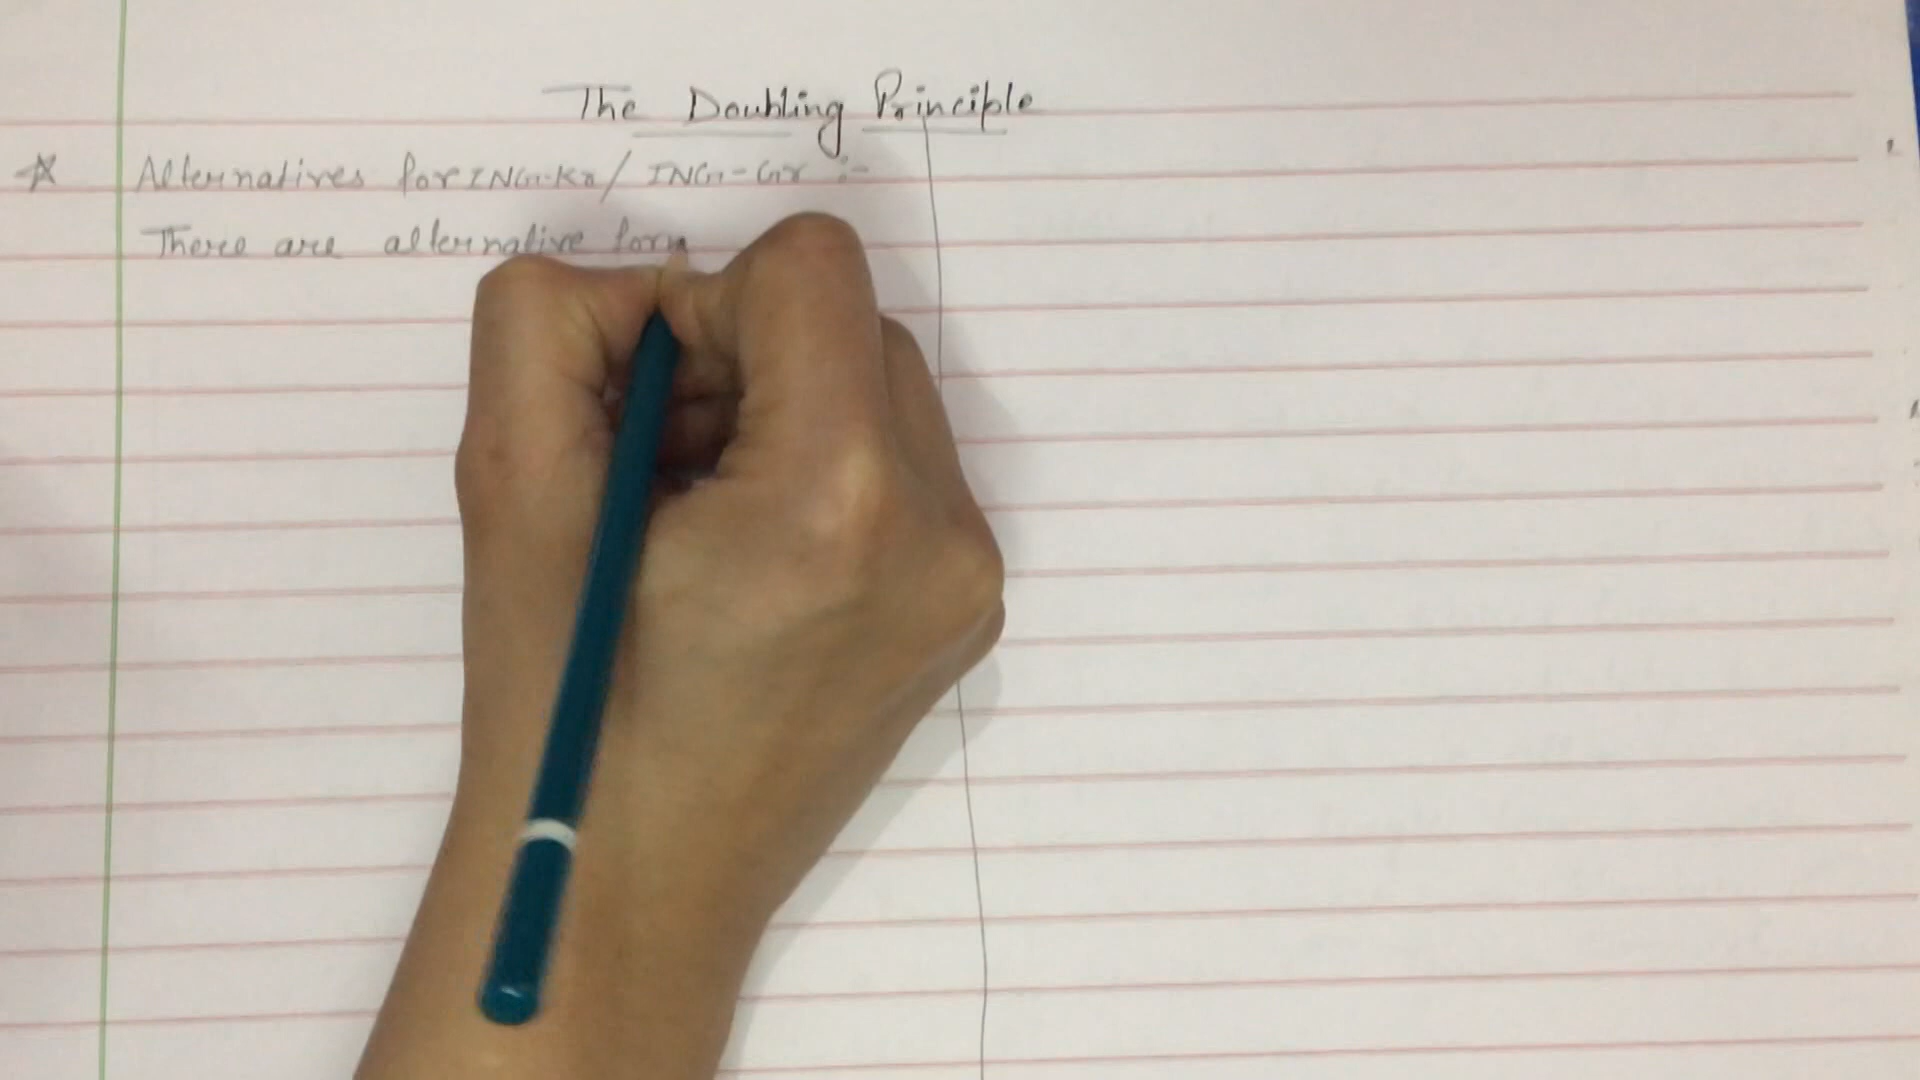 The Doubling Principle
☆ Alternatives for ING-Kr / ING-Gr :-
There are alternative form